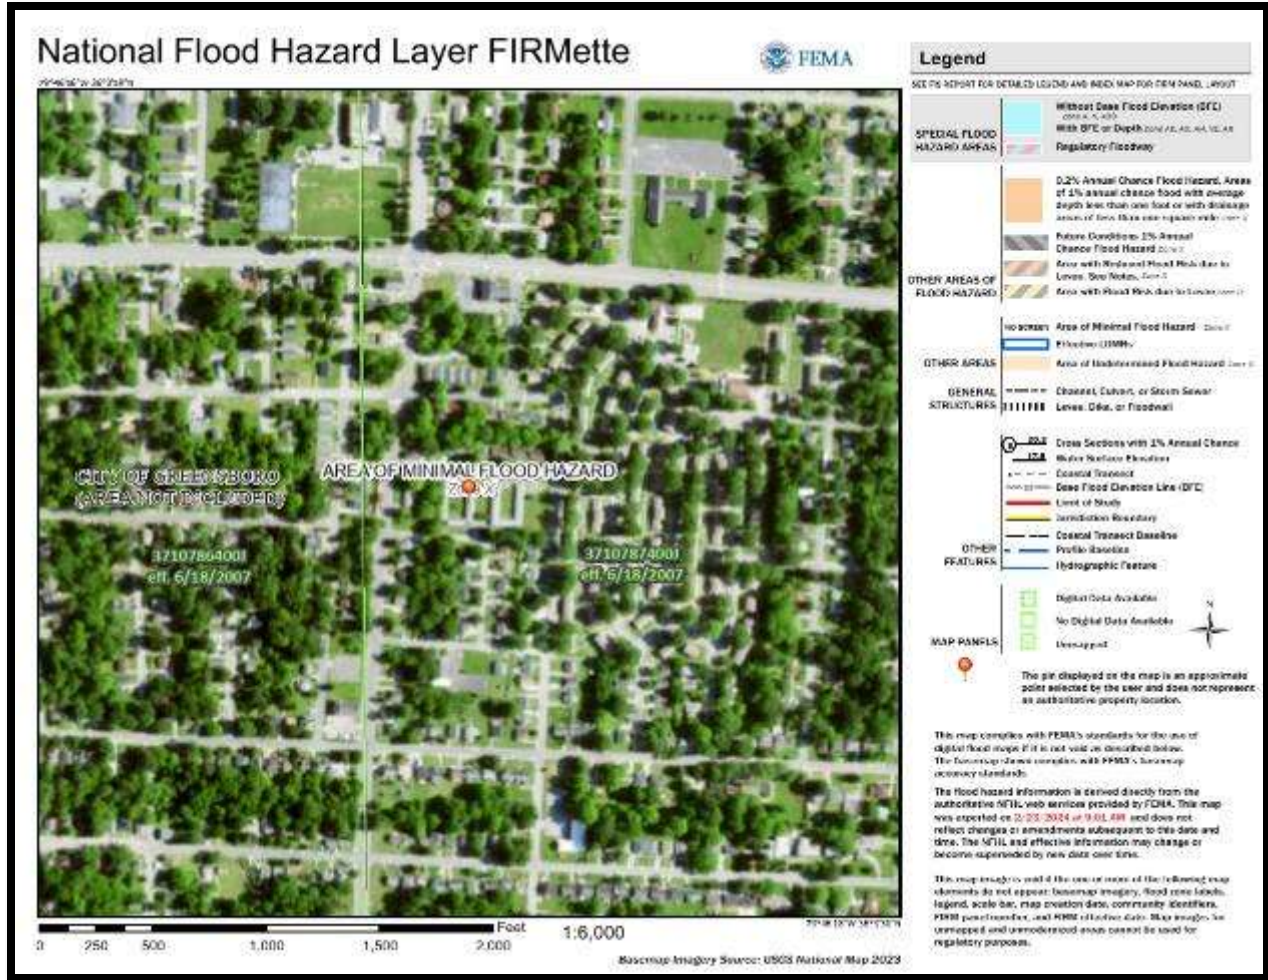 National Flood Hazard Layer FIRMette
FEMA
Legend
SEE FIS REPORT FOR DETAILED LEGEND AND INDEX MAP FOR FIRM PANEL LAYOUT
SPECIAL FLOOD
HAZARD AREAS
Without Base Flood Elevation (BFE)
With BFE or Depth
Regulatory Floodway
0.2% Annual Chance Flood Hazard, Areas
of 1% annual chance flood with average
depth less than one foot or with drainage
areas of less than one square mile
Future Conditions 1% Annual
Chance Flood Hazard
Area with Reduced Flood Risk due to
Levee. See Notes.
Area with Flood Risk due to Levee
OTHER AREAS OF
FLOOD HAZARD
NO SCREEN Area of Minimal Flood Hazard
Effective LOMRs
Area of Undetermined Flood Hazard
OTHER AREAS
GENERAL
STRUCTURES
Channel, Culvert, or Storm Sewer
Levee, Dike, or Floodwall
Cross Sections with 1% Annual Chance
Water Surface Elevation
Coastal Transect
Base Flood Elevation Line (BFE)
Limit of Study
Jurisdiction Boundary
Coastal Transect Baseline
Profile Baseline
Hydrographic Feature
OTHER
FEATURES
Digital Data Available
No Digital Data Available
Unmapped
MAP PANELS
N
The pin displayed on the map is an approximate
point selected by the user and does not represent
an authoritative property location.
This map complies with FEMA's standards for the use of
digital flood maps if it is not void as described below.
The basemap shown complies with FEMA's basemap
accuracy standards
The flood hazard information is derived directly from the
authoritative NFHL web services provided by FEMA. This map
was exported on 2/23/2024 at 9:01 AM and does not
reflect changes or amendments subsequent to this date and
time. The NFHL and effective information may change or
become superseded by new data over time.
This map image is void if the one or more of the following map
elements do not appear: basemap imagery, flood zone labels,
legend, scale bar, map creation date, community identifiers,
FIRM panel number, and FIRM effective date. Map images for
unmapped and unmodernized areas cannot be used for
regulatory purposes.
CITY OF GREENSBORO
(AREA NOT INCLUDED)
AREA OF MINIMAL FLOOD HAZARD
3710786400J
eff. 6/18/2007
3710787400J
eff. 6/18/2007
0 250 500 1,000 1,500 2,000 Feet 1:6,000
Basemap Imagery Source: USGS National Map 2023